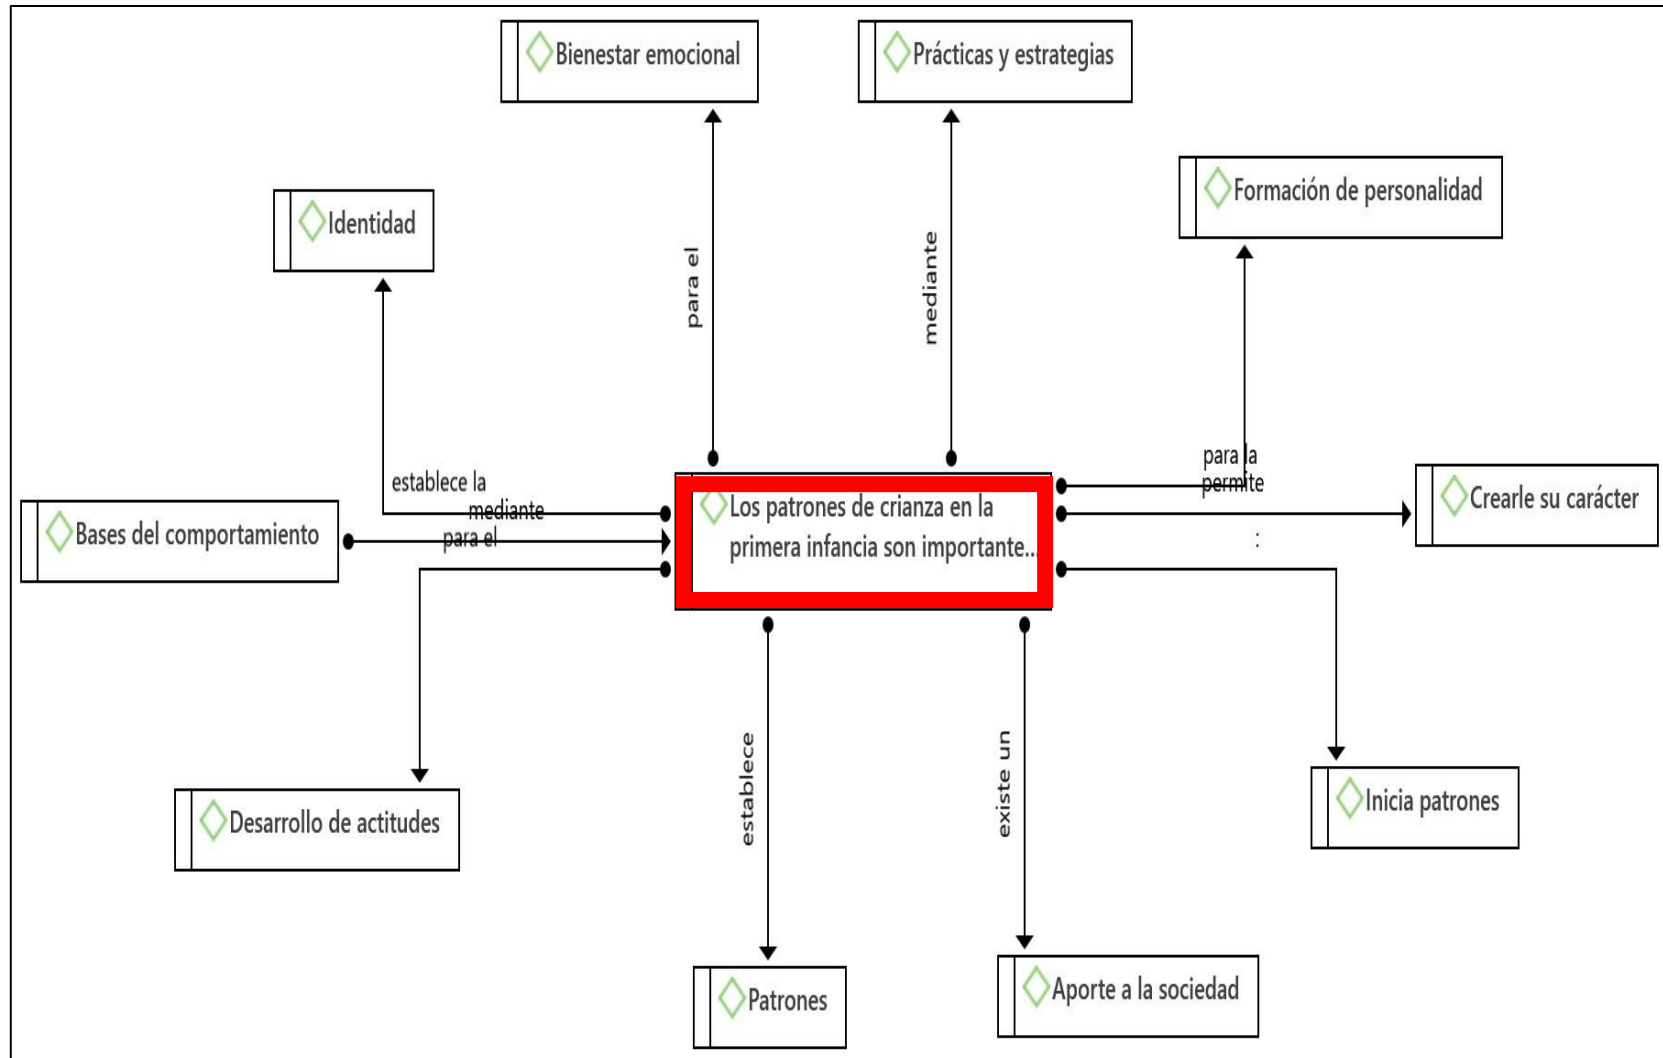 Bienestar emocional
Prácticas y estrategias
Formación de personalidad
Identidad
para el
mediante
para la
permite
establece la
mediante
para el
Bases del comportamiento
Los patrones de crianza en la
primera infancia son importante...
Crearle su carácter
:
Desarrollo de actitudes
establece
existe un
Inicia patrones
Patrones
Aporte a la sociedad